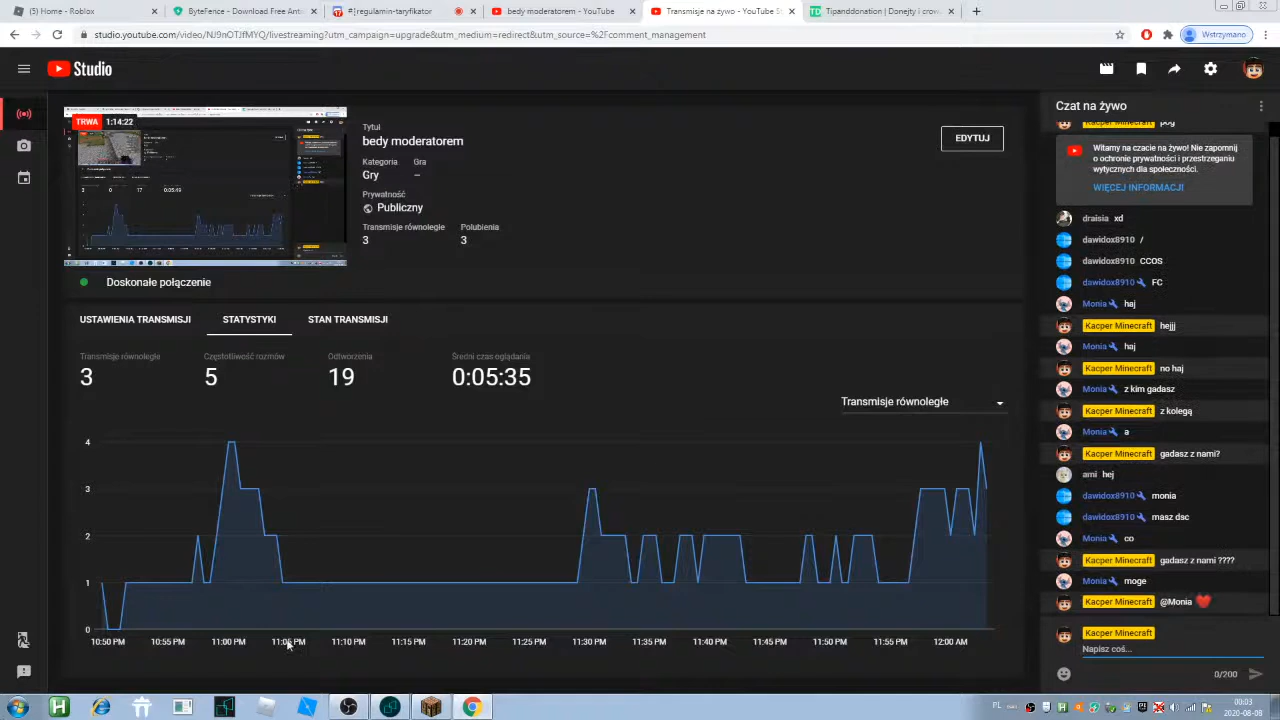 (5) Home - Roblox
ByteFence - Download Free Ant
#[regulamin-taryfikator
bedy moderatorem - YouTube
Transmisje na żywo - YouTube S
Tipanddonation | Donejty i crowd
studio.youtube.com/video/NJ9nOTJfMYQ/livestreaming?utm_campaign=upgrade&utm_medium=redirect&utm_source=%2Fcomment_management
Wstrzymano
Studio
TRWA 1:14:22
Tytuł
bedy moderatorem
EDYTUJ
Kategoria Gra
Gry
Prywatność
Publiczny
Transmisje równoległe Polubienia
3 3
Doskonałe połączenie
USTAWIENIA TRANSMISJI STATYSTYKI STAN TRANSMISJI
Transmisje równoległe Częstotliwość rozmów Odtworzenia Średni czas oglądania
3 5 19 0:05:35
Transmisje równoległe
4
3
2
1
0
10:50 PM 10:55 PM 11:00 PM 11:05 PM 11:10 PM 11:15 PM 11:20 PM 11:25 PM 11:30 PM 11:35 PM 11:40 PM 11:45 PM 11:50 PM 11:55 PM 12:00 AM
Czat na żywo
Kacper Minecraft pog
Witamy na czacie na żywo! Nie zapomnij
o ochronie prywatności i przestrzeganiu
wytycznych dla społeczności.
WIĘCEJ INFORMACJI
draisia xd
dawidox8910 /
dawidox8910 CCOS
dawidox8910 FC
Monia haj
Kacper Minecraft hejjj
Monia haj
Kacper Minecraft no haj
Monia z kim gadasz
Kacper Minecraft z kolegą
Monia a
Kacper Minecraft gadasz z nami?
ami hej
dawidox8910 monia
dawidox8910 masz dsc
Monia co
Kacper Minecraft gadasz z nami ????
Monia moge
Kacper Minecraft @Monia ❤
Kacper Minecraft
Napisz coś...
0/200
PL
00:03
2020-08-08